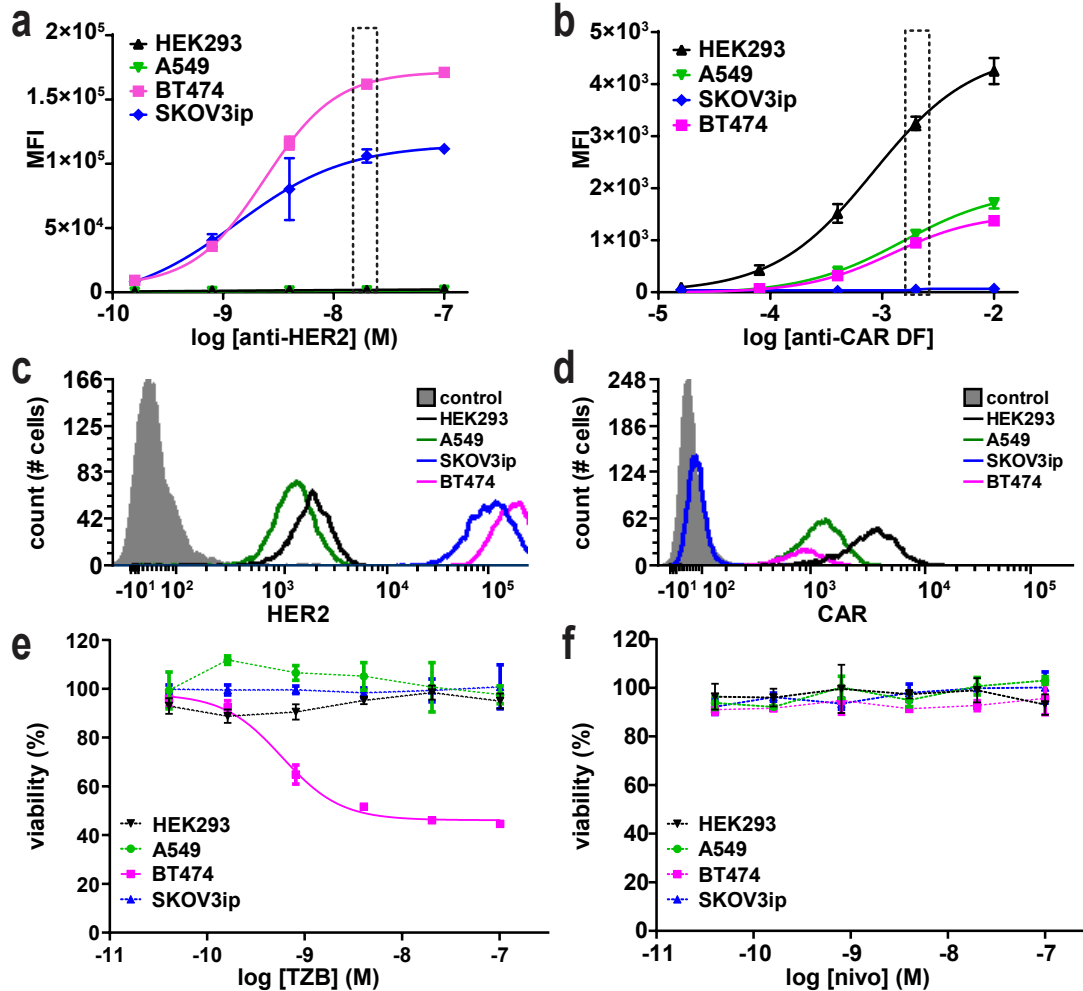 a
2×10⁵
1.5×10⁵
1×10⁵
5×10⁴
0
MFI
HEK293
A549
BT474
SKOV3ip
-10 -9 -8 -7
log [anti-HER2] (M)
b
5×10³
4×10³
3×10³
2×10³
1×10³
0
MFI
HEK293
A549
SKOV3ip
BT474
-5 -4 -3 -2
log [anti-CAR DF]
c
166
125
83
42
0
count (# cells)
control
HEK293
A549
SKOV3ip
BT474
-10¹ 10² 10³ 10⁴ 10⁵
HER2
d
248
186
124
62
0
count (# cells)
control
HEK293
A549
SKOV3ip
BT474
-10¹ 10² 10³ 10⁴ 10⁵
CAR
e
120
100
80
60
40
20
0
viability (%)
HEK293
A549
BT474
SKOV3ip
-11 -10 -9 -8 -7
log [TZB] (M)
f
120
100
80
60
40
20
0
viability (%)
HEK293
A549
BT474
SKOV3ip
-11 -10 -9 -8 -7
log [nivo] (M)